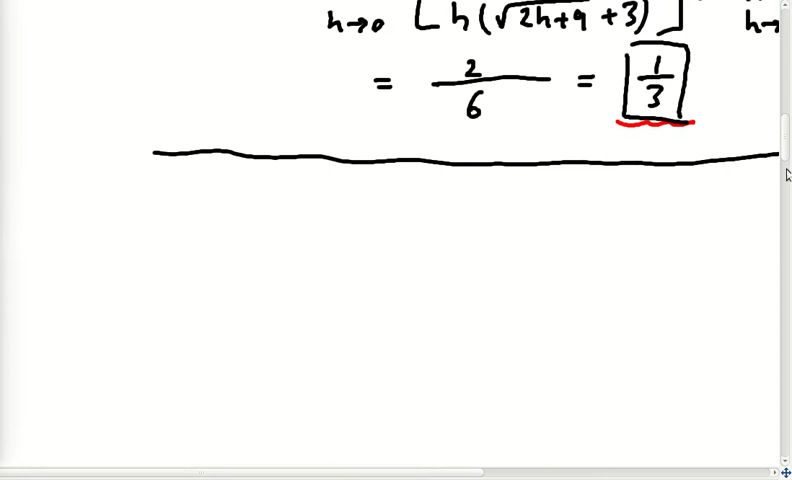 h→0 [ h(√2h+9 +3) ] h→
= 2/6 = 1/3